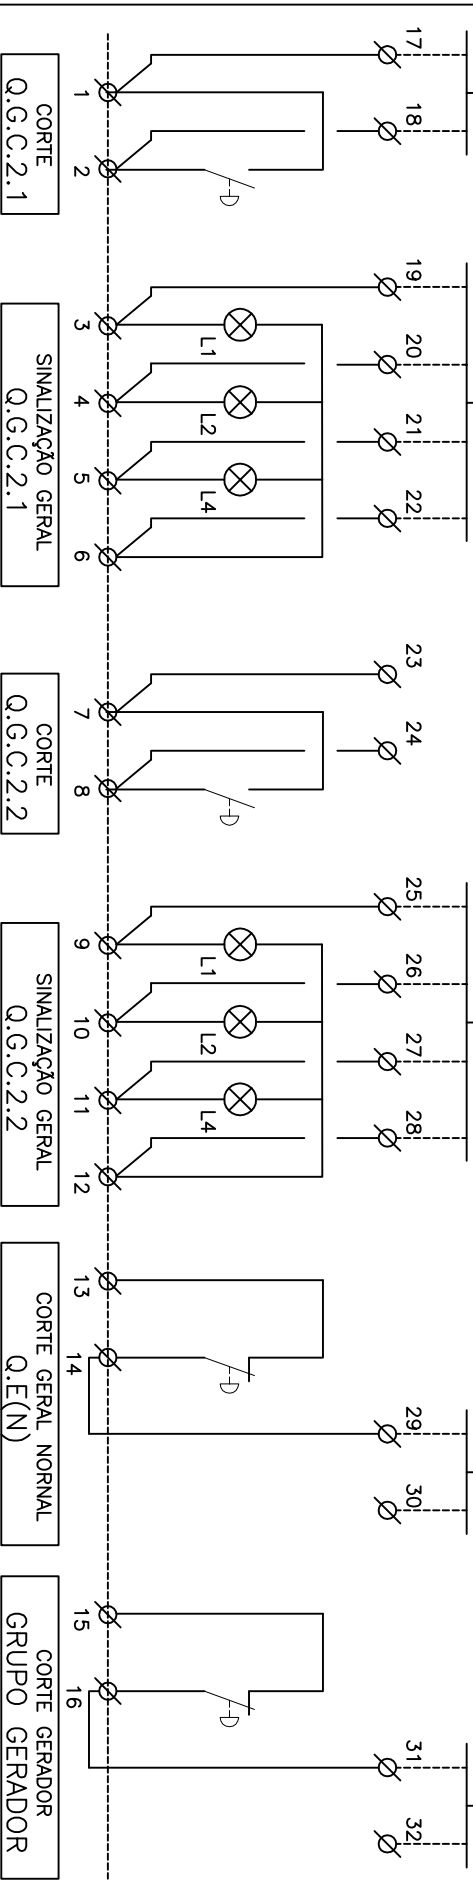 17
18
1
2
CORTE
Q.G.C.2.1
19
20
21
22
L1
L2
L4
3
4
5
6
SINALIZAÇÃO GERAL
Q.G.C.2.1
23
24
7
8
CORTE
Q.G.C.2.2
25
26
27
28
L1
L2
L4
9
10
11
12
SINALIZAÇÃO GERAL
Q.G.C.2.2
29
30
13
14
CORTE GERAL NORNAL
Q.E(N)
31
32
15
16
CORTE GERADOR
GRUPO GERADOR